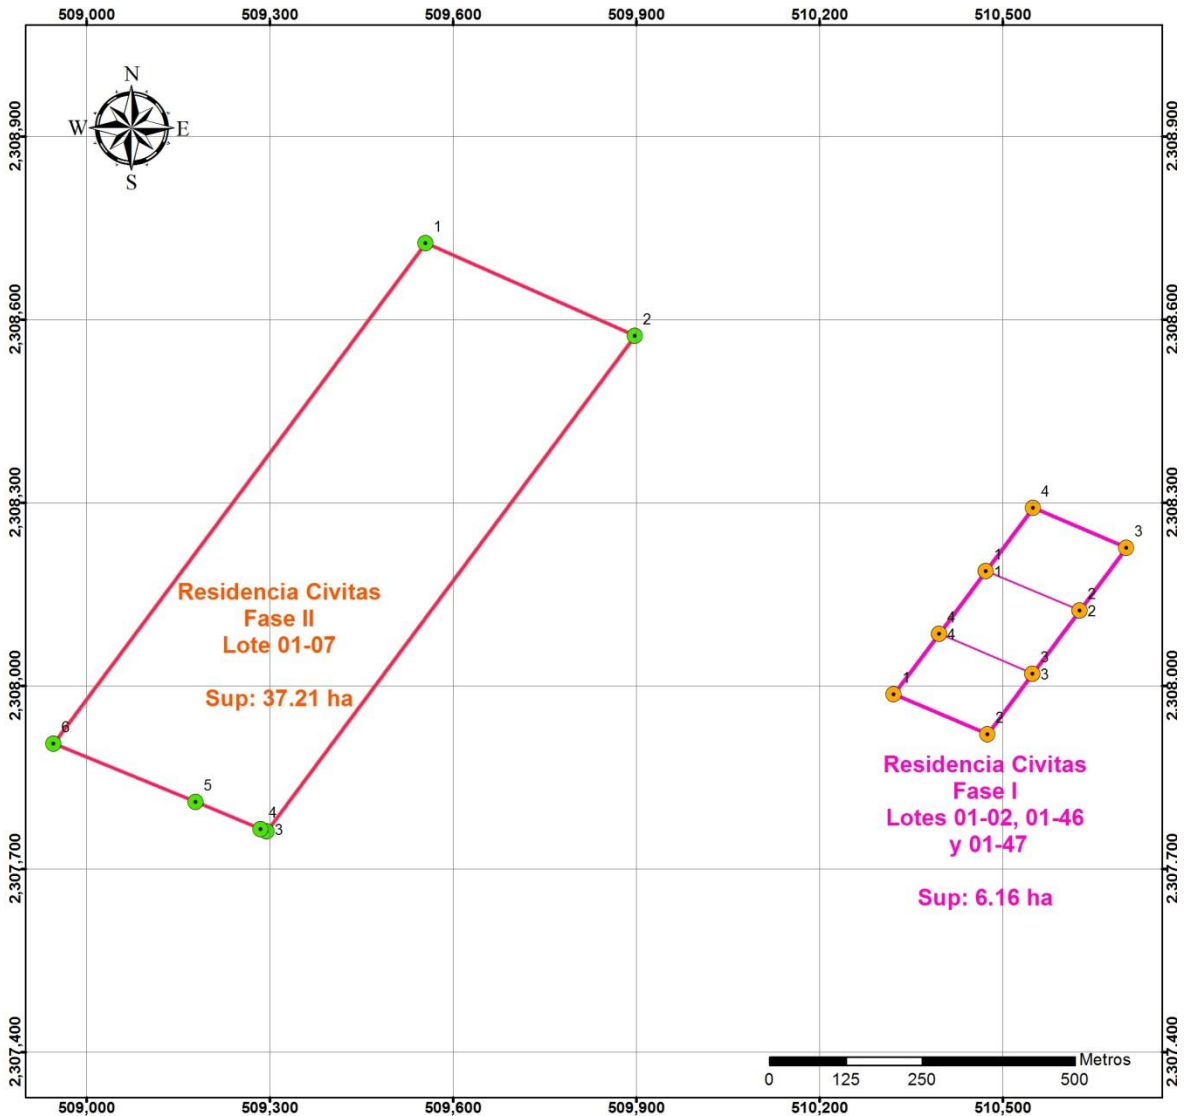 509,000 509,300 509,600 509,900 510,200 510,500
2,308,900 2,308,900
N
W E
S
1
2
2,308,600 2,308,600
2,308,300 2,308,300
4
3
1
1
2
2
4
4
3
3
1
2
Residencia Civitas
Fase II
Lote 01-07
Sup: 37.21 ha
2,308,000 2,308,000
6
5
4
3
Residencia Civitas
Fase I
Lotes 01-02, 01-46
y 01-47
Sup: 6.16 ha
2,307,700 2,307,700
2,307,400 2,307,400
Metros
0 125 250 500
509,000 509,300 509,600 509,900 510,200 510,500